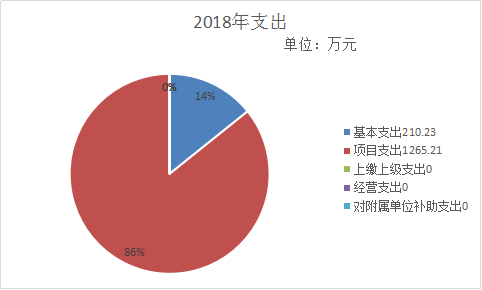 2018年支出
单位：万元
0%
14%
86%
基本支出210.23
项目支出1265.21
上缴上级支出0
经营支出0
对附属单位补助支出0